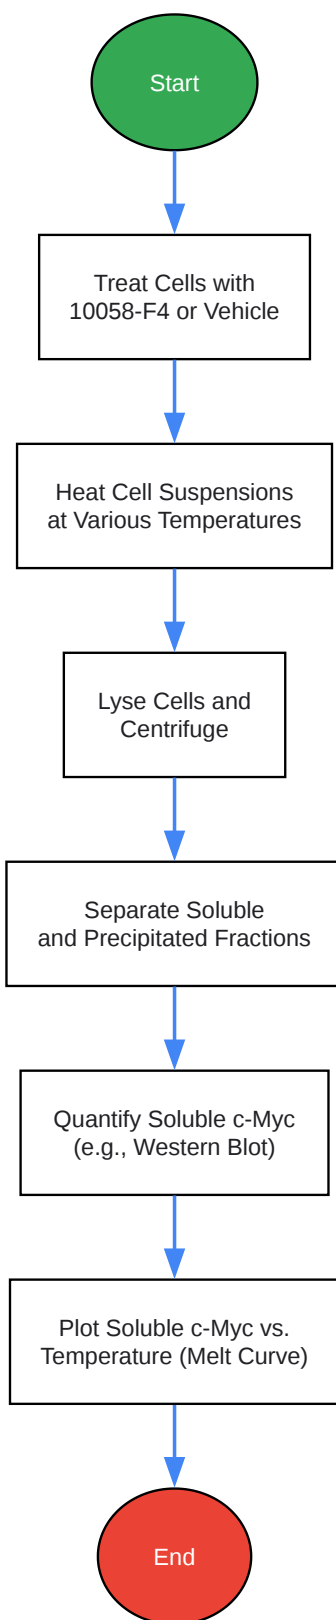 Start
Treat Cells with
10058-F4 or Vehicle
Heat Cell Suspensions
at Various Temperatures
Lyse Cells and
Centrifuge
Separate Soluble
and Precipitated Fractions
Quantify Soluble c-Myc
(e.g., Western Blot)
Plot Soluble c-Myc vs.
Temperature (Melt Curve)
End